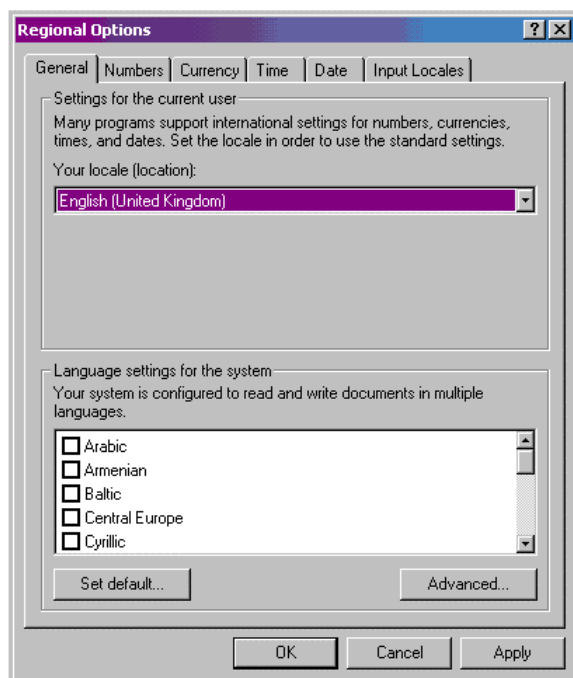 Regional Options
General Numbers Currency Time Date Input Locales
Settings for the current user
Many programs support international settings for numbers, currencies,
times, and dates. Set the locale in order to use the standard settings.
Your locale (location):
English (United Kingdom)
Language settings for the system
Your system is configured to read and write documents in multiple
languages.
Arabic
Armenian
Baltic
Central Europe
Cyrillic
Set default... Advanced...
OK Cancel Apply